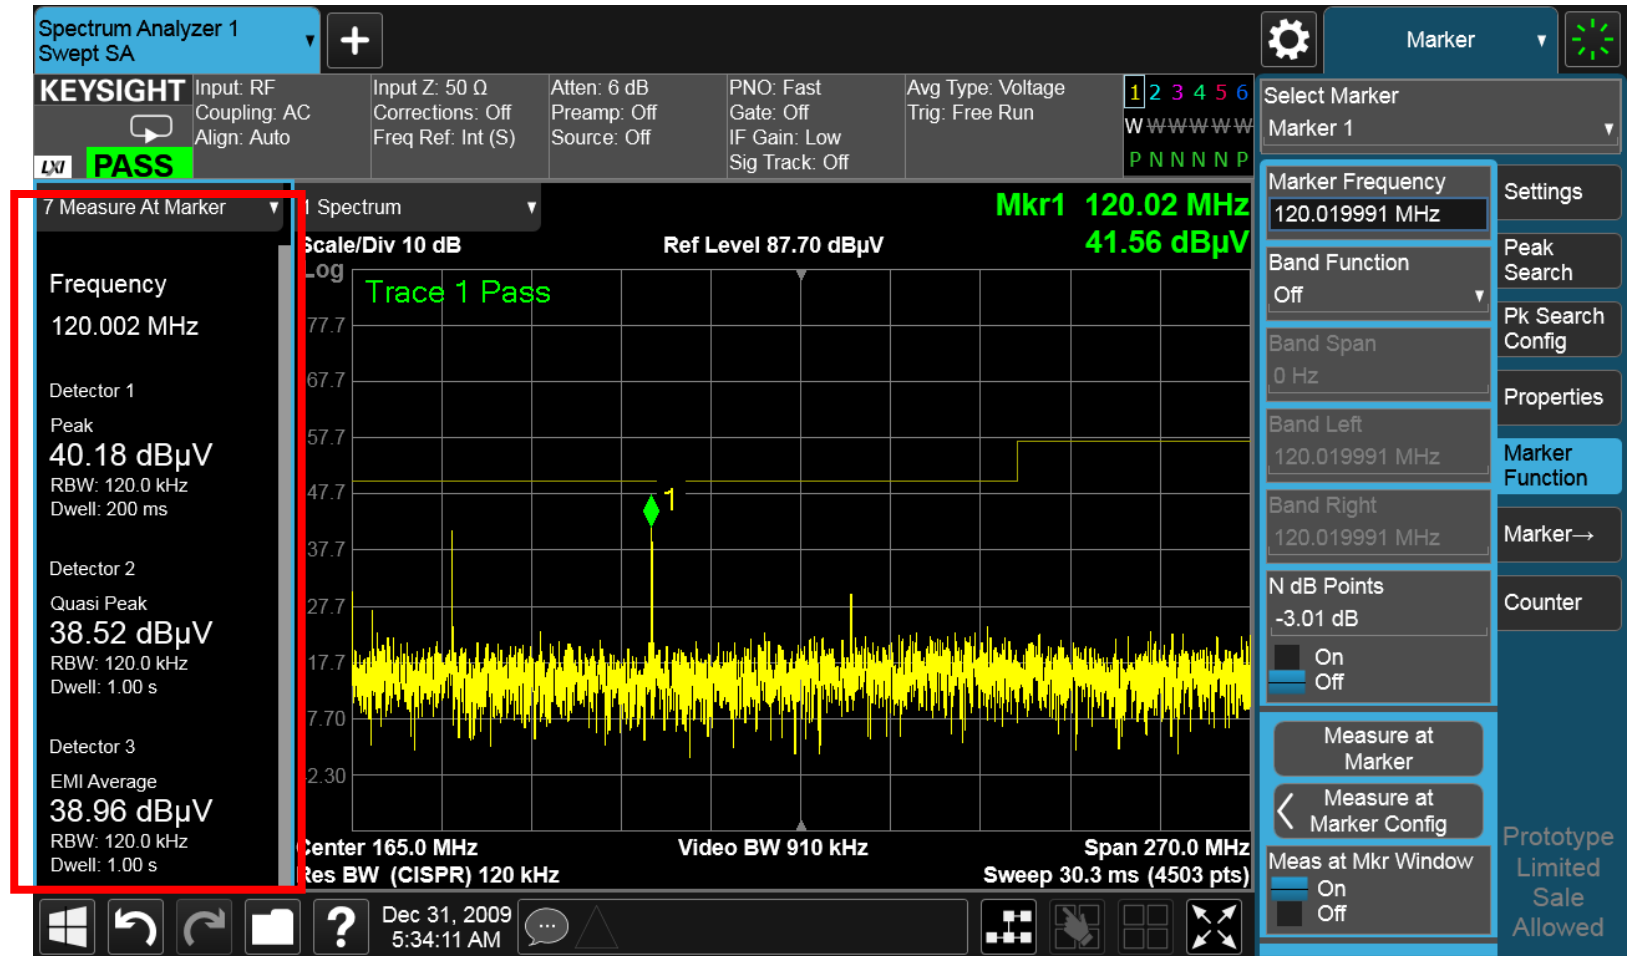 Spectrum Analyzer 1
Swept SA
Marker
KEYSIGHT
LXI
PASS
Input: RF
Coupling: AC
Align: Auto
Input Z: 50 Ω
Corrections: Off
Freq Ref: Int (S)
Atten: 6 dB
Preamp: Off
Source: Off
PNO: Fast
Gate: Off
IF Gain: Low
Sig Track: Off
Avg Type: Voltage
Trig: Free Run
1 2 3 4 5 6
W W W W W W
P N N N N P
Select Marker
Marker 1
7 Measure At Marker
Frequency
120.002 MHz
Detector 1
Peak
40.18 dBµV
RBW: 120.0 kHz
Dwell: 200 ms
Detector 2
Quasi Peak
38.52 dBµV
RBW: 120.0 kHz
Dwell: 1.00 s
Detector 3
EMI Average
38.96 dBµV
RBW: 120.0 kHz
Dwell: 1.00 s
1 Spectrum
Scale/Div 10 dB
Log
Ref Level 87.70 dBµV
Mkr1 120.02 MHz
41.56 dBµV
Trace 1 Pass
77.7
67.7
57.7
47.7
37.7
27.7
17.7
7.70
-2.30
1
Center 165.0 MHz
Res BW (CISPR) 120 kHz
Video BW 910 kHz
Span 270.0 MHz
Sweep 30.3 ms (4503 pts)
Marker Frequency
120.019991 MHz
Band Function
Off
Band Span
0 Hz
Band Left
120.019991 MHz
Band Right
120.019991 MHz
N dB Points
-3.01 dB
On
Off
Measure at
Marker
Measure at
Marker Config
Meas at Mkr Window
On
Off
Settings
Peak
Search
Pk Search
Config
Properties
Marker
Function
Marker→
Counter
Prototype
Limited
Sale
Allowed
?
Dec 31, 2009
5:34:11 AM